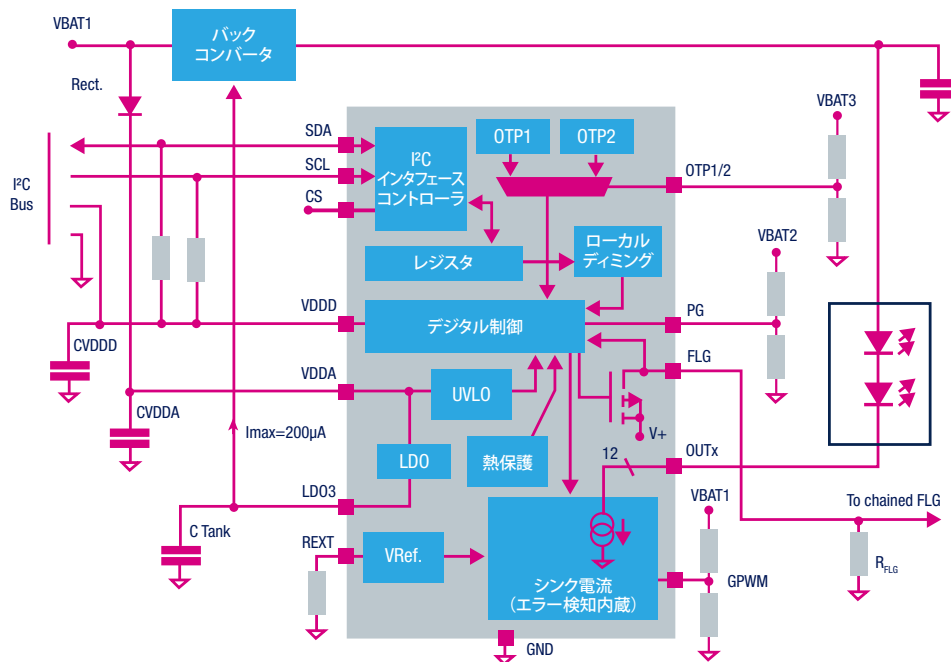 VBAT1
バック
コンバータ
Rect.
VBAT3
SDA
OTP1
OTP2
I²C
インタフェース
コントローラ
SCL
OTP1/2
I²C
Bus
CS
VBAT2
レジスタ
ローカル
ディミング
VDDD
デジタル制御
PG
CVDDD
FLG
VDDA
UVLO
CVDDA
Imax=200µA
V+
LDO
熱保護
12
OUTx
LDO3
To chained FLG
C Tank
VBAT1
REXT
VRef.
RFLG
シンク電流
(エラー検知内蔵)
GPWM
GND